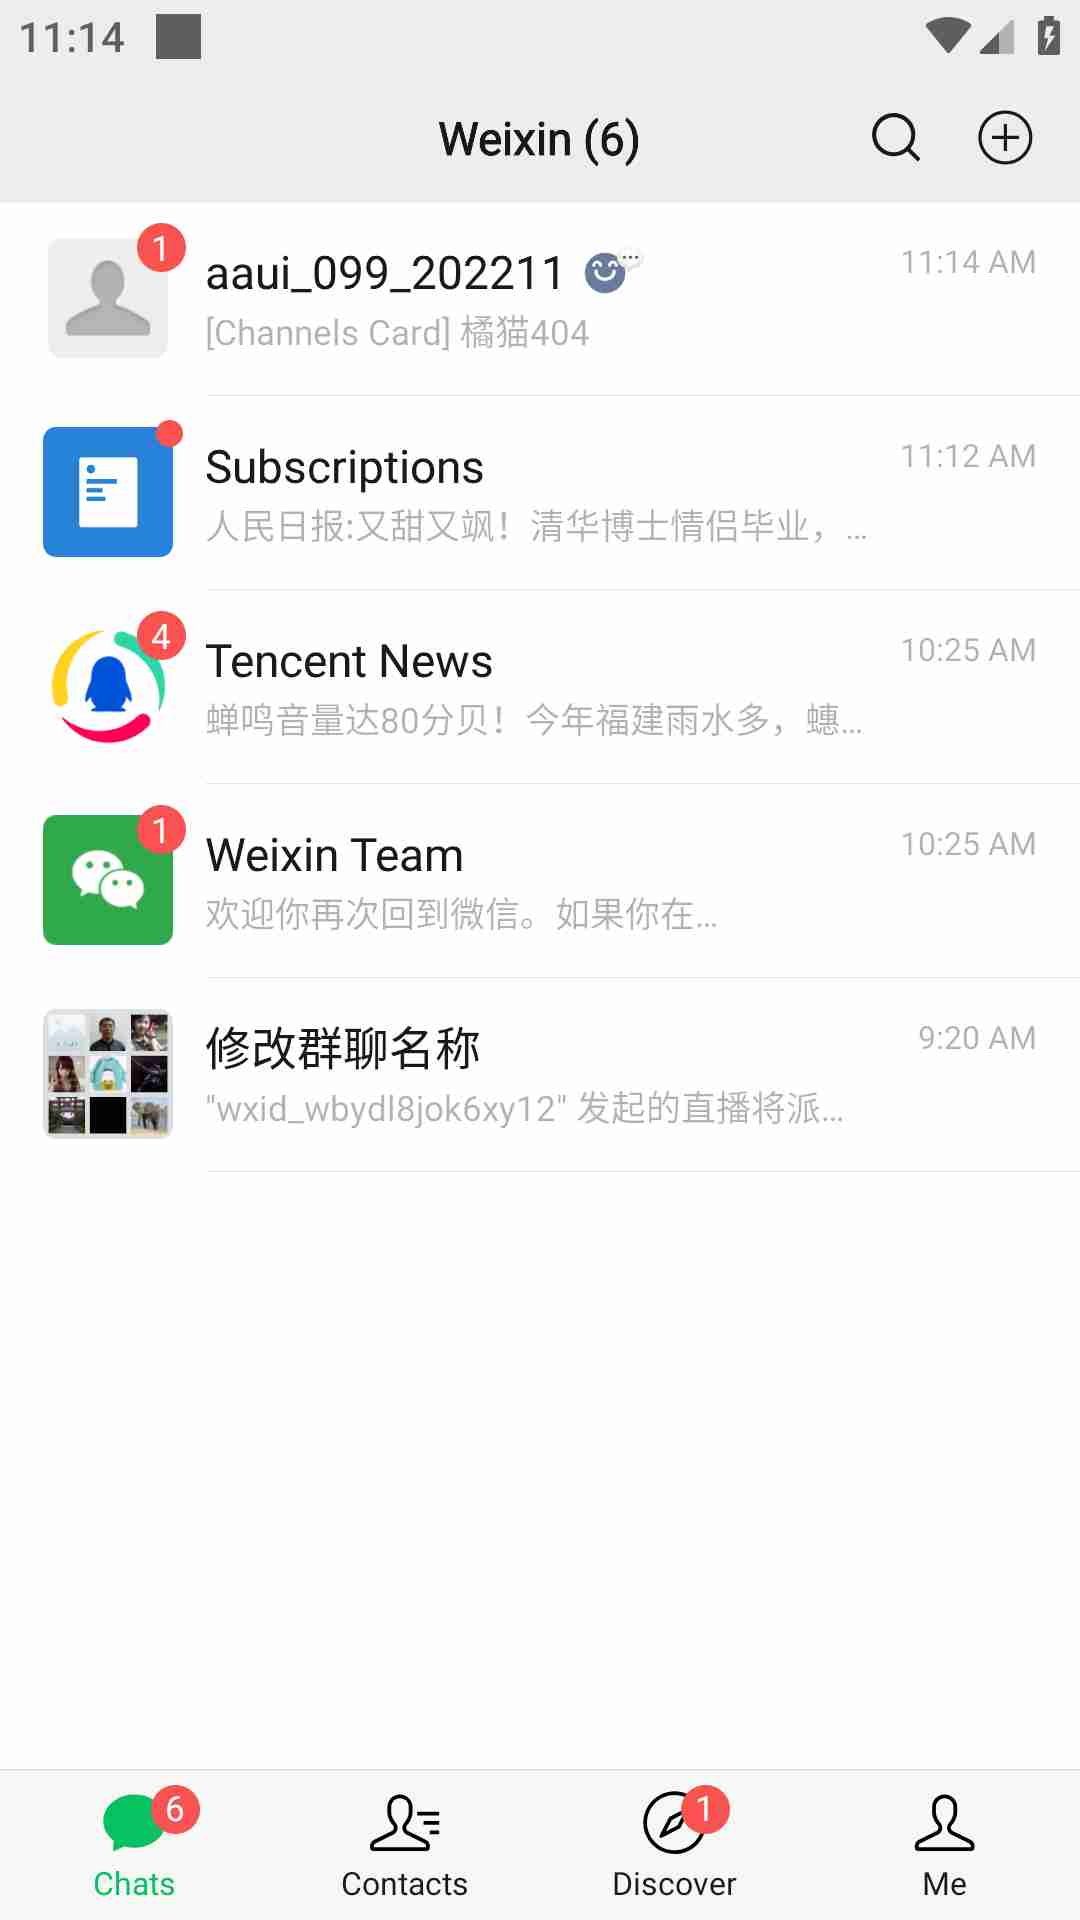 11:14
Weixin (6)
1
aaui_099_202211
11:14 AM
[Channels Card] 橘猫404
Subscriptions
11:12 AM
人民日报:又甜又飒！清华博士情侣毕业，...
4
Tencent News
10:25 AM
蝉鸣音量达80分贝！今年福建雨水多，蟪...
1
Weixin Team
10:25 AM
欢迎你再次回到微信。如果你在...
修改群聊名称
9:20 AM
"wxid_wbydl8jok6xy12" 发起的直播将派...
6
1
Chats
Contacts
Discover
Me